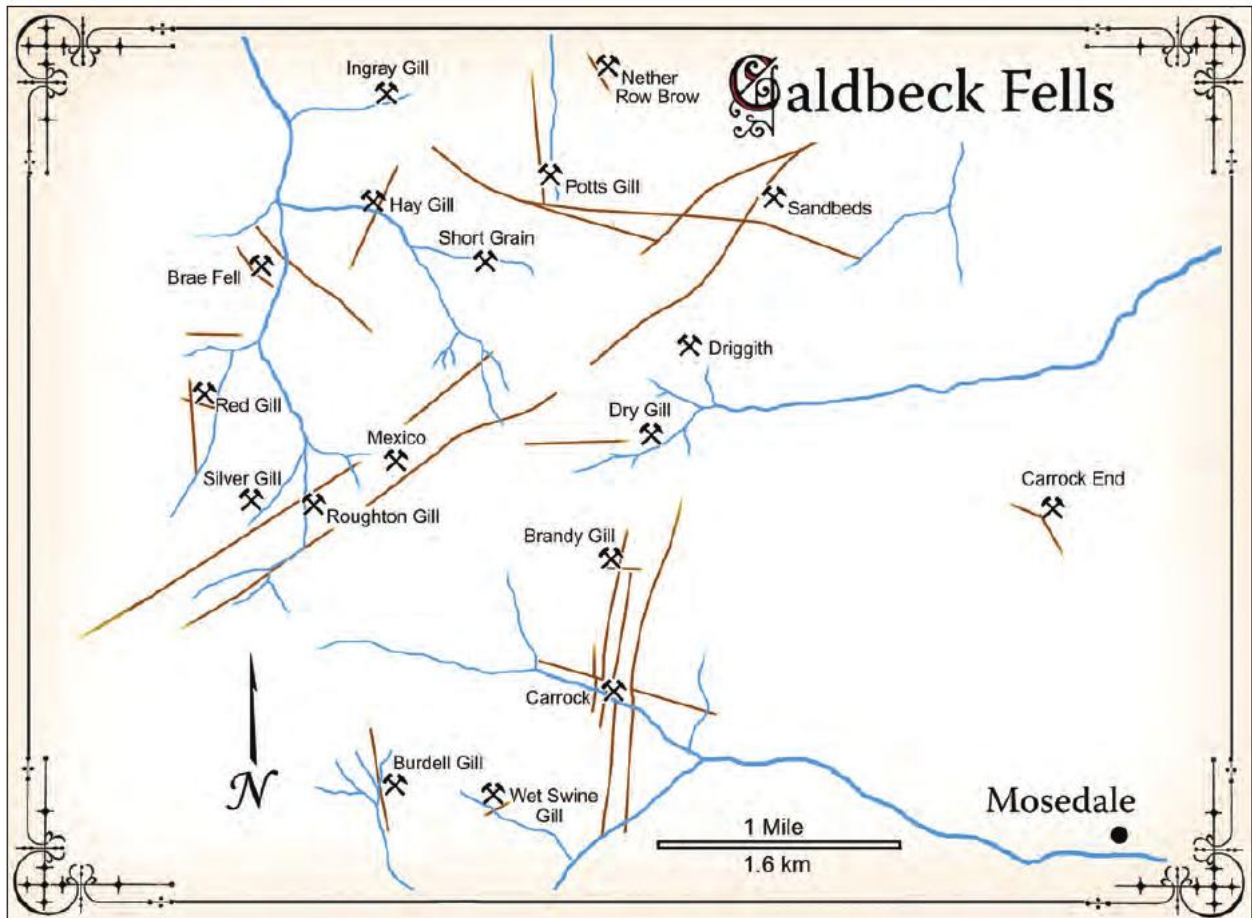 Caldbeck Fells
Ingray Gill
Nether
Row Brow
Potts Gill
Hay Gill
Sandbeds
Short Grain
Brae Fell
Driggith
Red Gill
Dry Gill
Mexico
Silver Gill
Carrock End
Roughton Gill
Brandy Gill
Carrock
Burdell Gill
Wet Swine
Gill
N
1 Mile
1.6 km
Mosedale